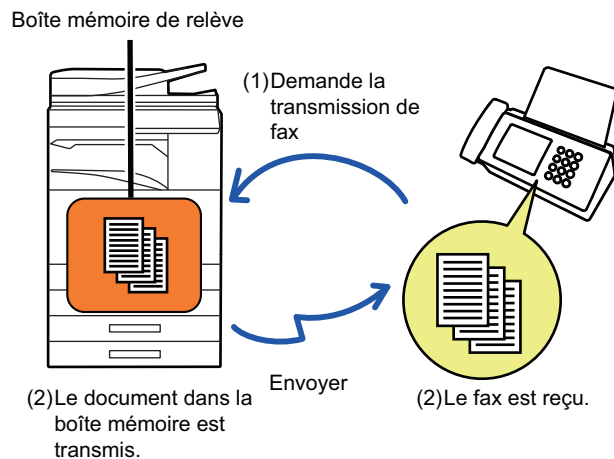 Boîte mémoire de relève
(1)Demande la
transmission de
fax
Envoyer
(2)Le document dans la
boîte mémoire est
transmis.
(2)Le fax est reçu.